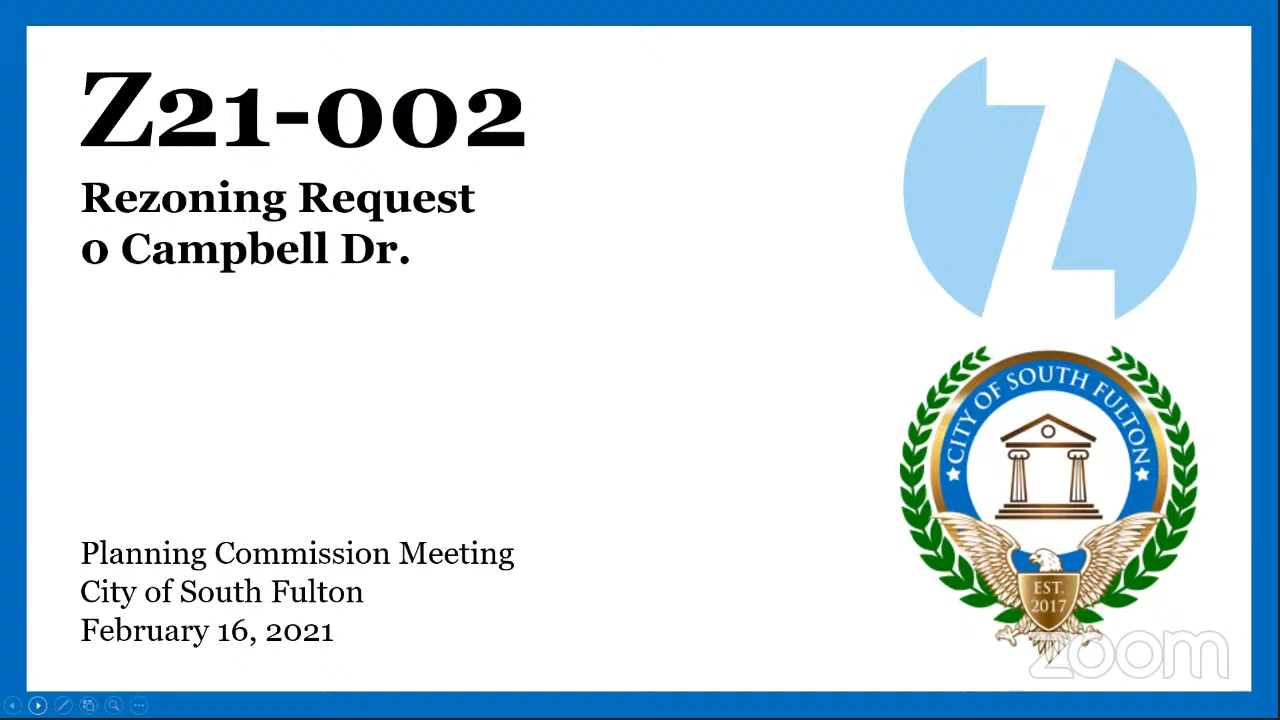 Z21-002
Rezoning Request
0 Campbell Dr.
CITY OF SOUTH FULTON
EST.
2017
Planning Commission Meeting
City of South Fulton
February 16, 2021
zoom